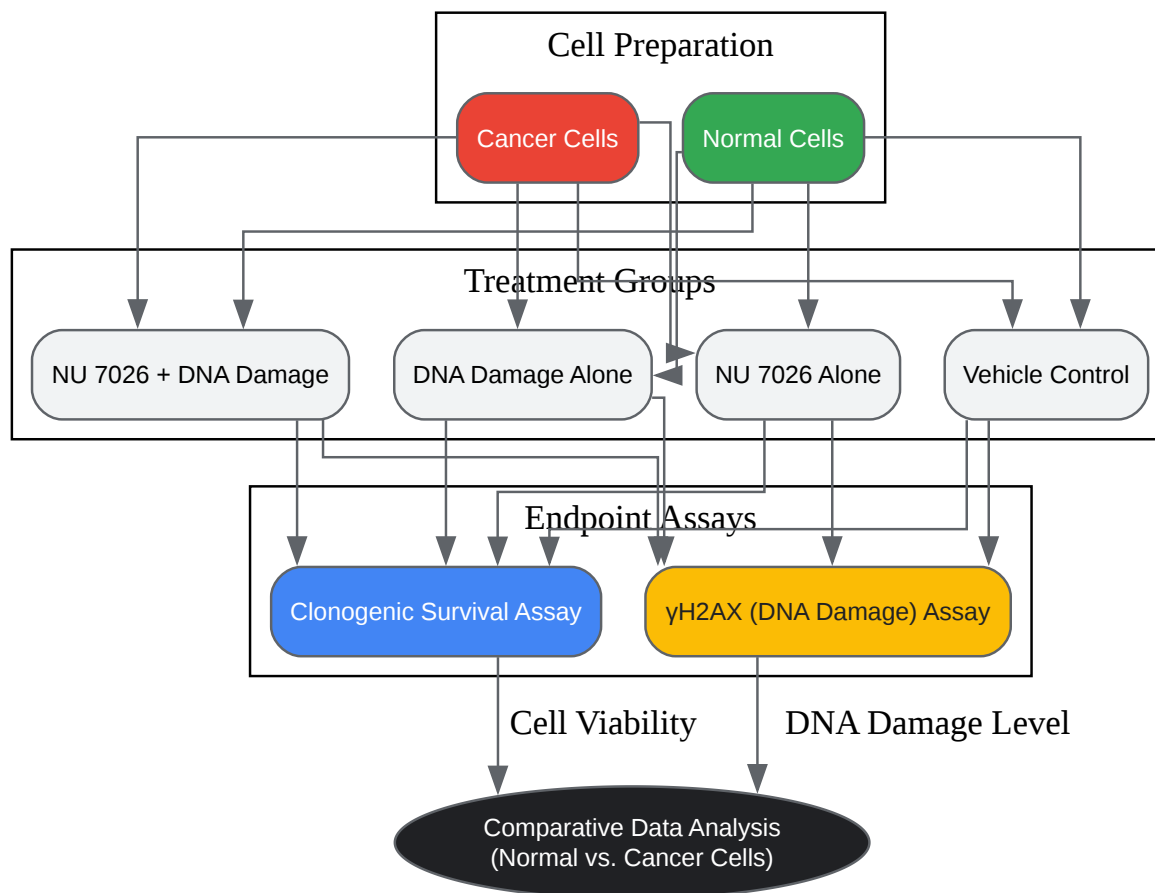 Cell Preparation
Cancer Cells
Normal Cells
Treatment Groups
NU 7026 + DNA Damage
DNA Damage Alone
NU 7026 Alone
Vehicle Control
Endpoint Assays
Clonogenic Survival Assay
γH2AX (DNA Damage) Assay
Cell Viability
DNA Damage Level
Comparative Data Analysis
(Normal vs. Cancer Cells)